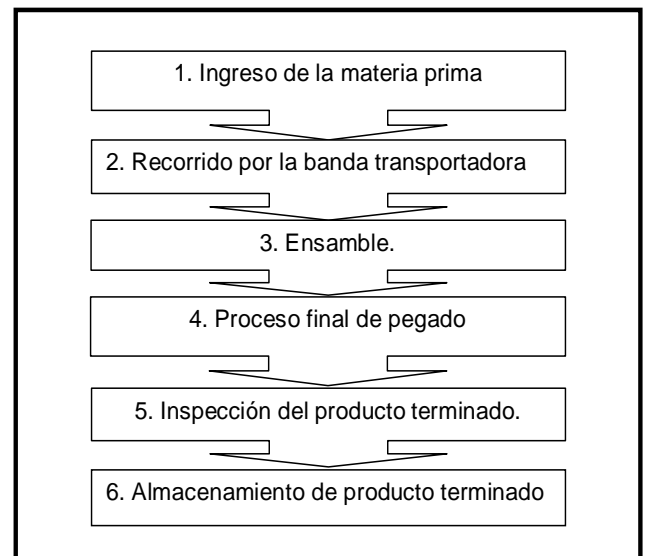 1. Ingreso de la materia prima
2. Recorrido por la banda transportadora
3. Ensamble.
4. Proceso final de pegado
5. Inspección del producto terminado.
6. Almacenamiento de producto terminado